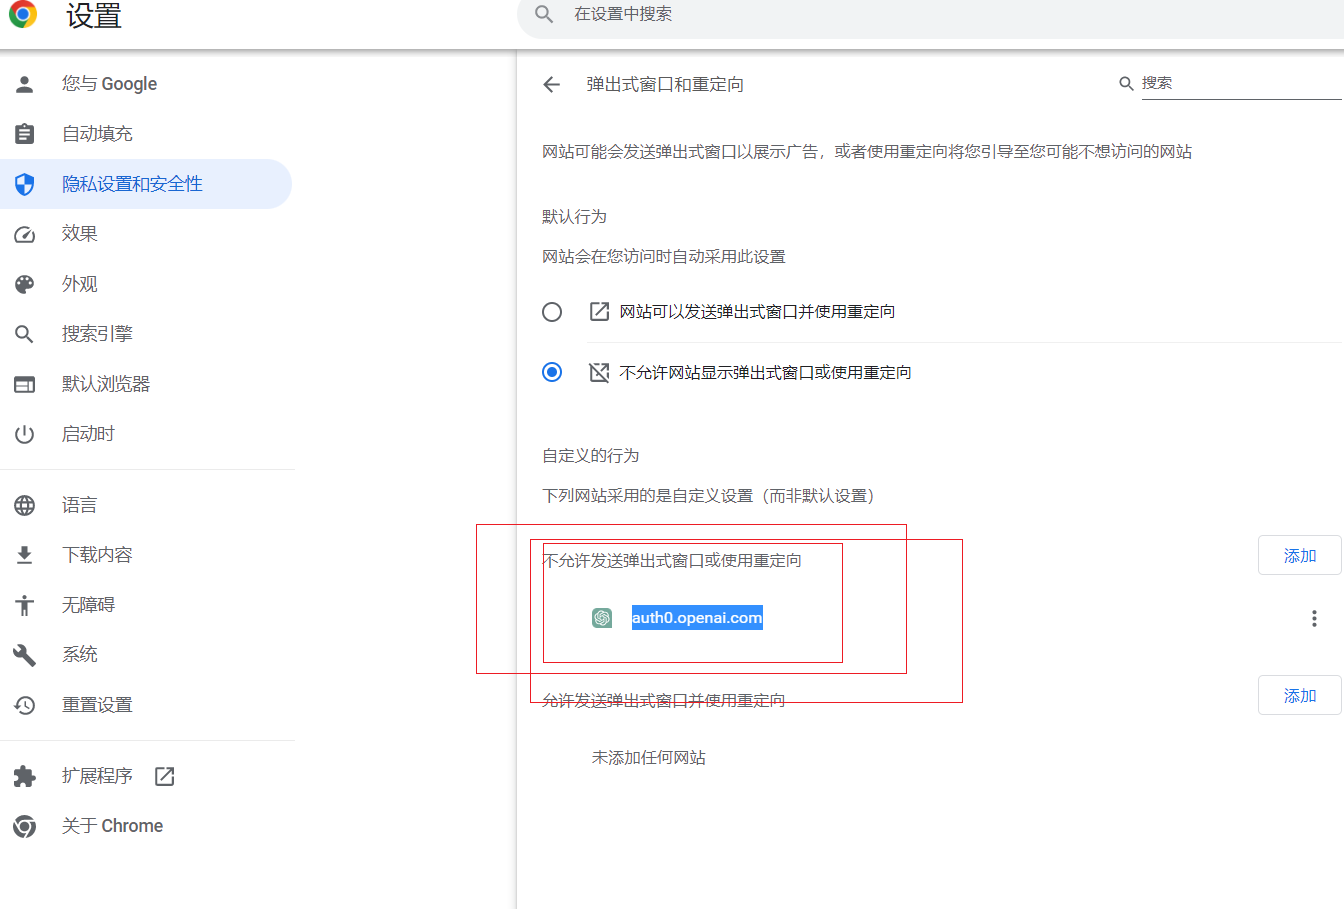 设置
在设置中搜索
您与 Google
自动填充
隐私设置和安全性
效果
外观
搜索引擎
默认浏览器
启动时
语言
下载内容
无障碍
系统
重置设置
扩展程序
关于 Chrome
弹出式窗口和重定向
搜索
网站可能会发送弹出式窗口以展示广告，或者使用重定向将您引导至您可能不想访问的网站
默认行为
网站会在您访问时自动采用此设置
网站可以发送弹出式窗口并使用重定向
不允许网站显示弹出式窗口或使用重定向
自定义的行为
下列网站采用的是自定义设置（而非默认设置）
不允许发送弹出式窗口或使用重定向
添加
auth0.openai.com
允许发送弹出式窗口并使用重定向
添加
未添加任何网站